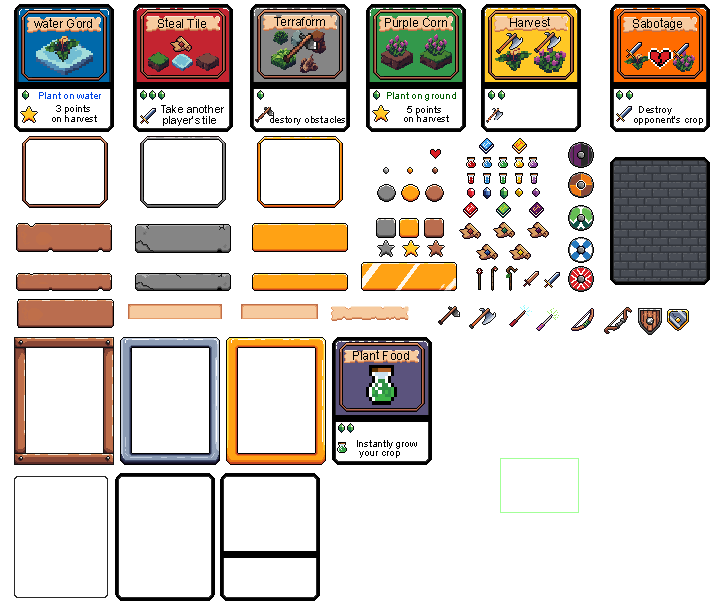 water Gord
Plant on water
3 points
on harvest
Steal Tile
Take another
player's tile
Terraform
destory obstacles
Purple Corn
Plant on ground
5 points
on harvest
Harvest
Sabotage
Destroy
opponent's crop
Plant Food
Instantly grow
your crop